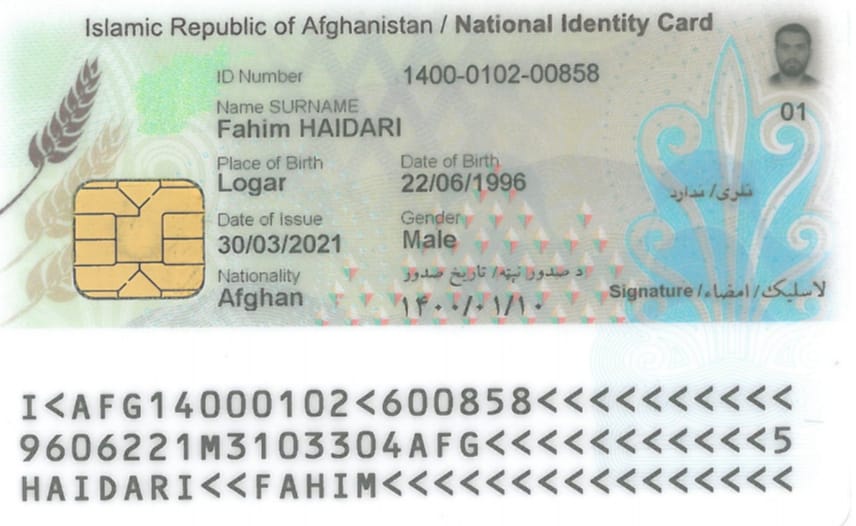 Islamic Republic of Afghanistan / National Identity Card
ID Number 1400-0102-00858
Name SURNAME
Fahim HAIDARI
01
Place of Birth Date of Birth
Logar 22/06/1996
نلری/ ندارد
Date of Issue Gender
30/03/2021 Male
Nationality د صدور نېټه/ تاریخ صدور
Afghan ۱۴۰۰/۰۱/۱۰
Signature / لاسلیک/ امضاء
I<AFG14000102<600858<<<<<<<<<<
9606221M3103304AFG<<<<<<<<<<<5
HAIDARI<<FAHIM<<<<<<<<<<<<<<<<